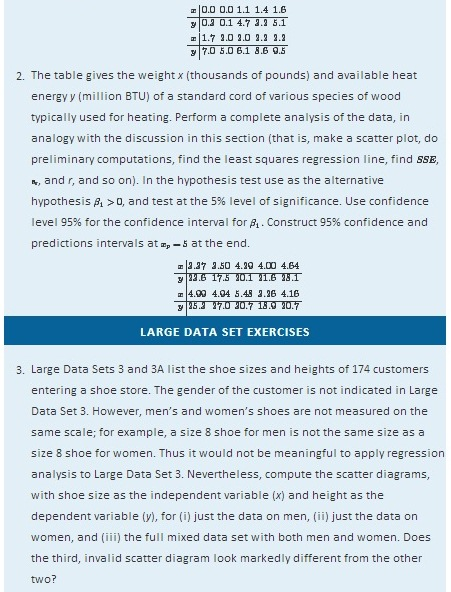 x 0.0 0.0 1.1 1.4 1.6
y 0.3 0.1 4.7 3.2 5.1
x 1.7 2.0 2.0 2.2 2.2
y 7.0 5.0 6.1 8.6 9.5
2. The table gives the weight x (thousands of pounds) and available heat
energy y (million BTU) of a standard cord of various species of wood
typically used for heating. Perform a complete analysis of the data, in
analogy with the discussion in this section (that is, make a scatter plot, do
preliminary computations, find the least squares regression line, find SSE,
and r, and so on). In the hypothesis test use as the alternative
hypothesis β₁ > 0, and test at the 5% level of significance. Use confidence
level 95% for the confidence interval for β₁. Construct 95% confidence and
predictions intervals at xₚ = 5 at the end.
x 3.37 3.50 4.29 4.00 4.64
y 23.6 17.5 20.1 21.6 28.1
x 4.99 4.94 5.48 3.26 4.16
y 25.3 27.0 30.7 18.9 20.7
LARGE DATA SET EXERCISES
3. Large Data Sets 3 and 3A list the shoe sizes and heights of 174 customers
entering a shoe store. The gender of the customer is not indicated in Large
Data Set 3. However, men's and women's shoes are not measured on the
same scale; for example, a size 8 shoe for men is not the same size as a
size 8 shoe for women. Thus it would not be meaningful to apply regression
analysis to Large Data Set 3. Nevertheless, compute the scatter diagrams,
with shoe size as the independent variable (x) and height as the
dependent variable (y), for (i) just the data on men, (ii) just the data on
women, and (iii) the full mixed data set with both men and women. Does
the third, invalid scatter diagram look markedly different from the other
two?